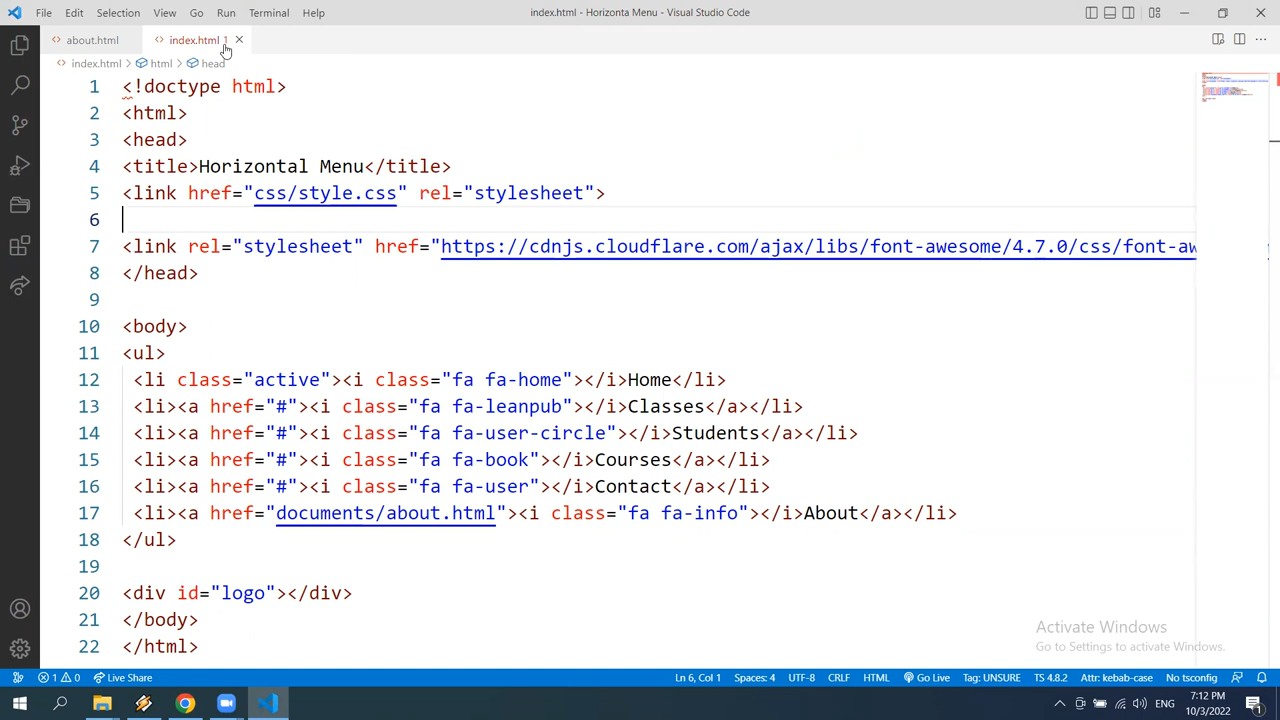 File Edit Selection View Go Run Terminal Help
index.html - Horizonta Menu - Visual Studio Code
about.html
index.html 1
index.html > html > head
1 <!doctype html>
2 <html>
3 <head>
4 <title>Horizontal Menu</title>
5 <link href="css/style.css" rel="stylesheet">
6
7 <link rel="stylesheet" href="https://cdnjs.cloudflare.com/ajax/libs/font-awesome/4.7.0/css/font-aw
8 </head>
9
10 <body>
11 <ul>
12 <li class="active"><i class="fa fa-home"></i>Home</li>
13 <li><a href="#"><i class="fa fa-leanpub"></i>Classes</a></li>
14 <li><a href="#"><i class="fa fa-user-circle"></i>Students</a></li>
15 <li><a href="#"><i class="fa fa-book"></i>Courses</a></li>
16 <li><a href="#"><i class="fa fa-user"></i>Contact</a></li>
17 <li><a href="documents/about.html"><i class="fa fa-info"></i>About</a></li>
18 </ul>
19
20 <div id="logo"></div>
21 </body>
22 </html>
Activate Windows
Go to Settings to activate Windows.
1 0 Live Share Ln 6, Col 1 Spaces: 4 UTF-8 CRLF HTML Go Live Tag: UNSURE TS 4.8.2 Attr: kebab-case No tsconfig
ENG
7:12 PM
10/3/2022
1